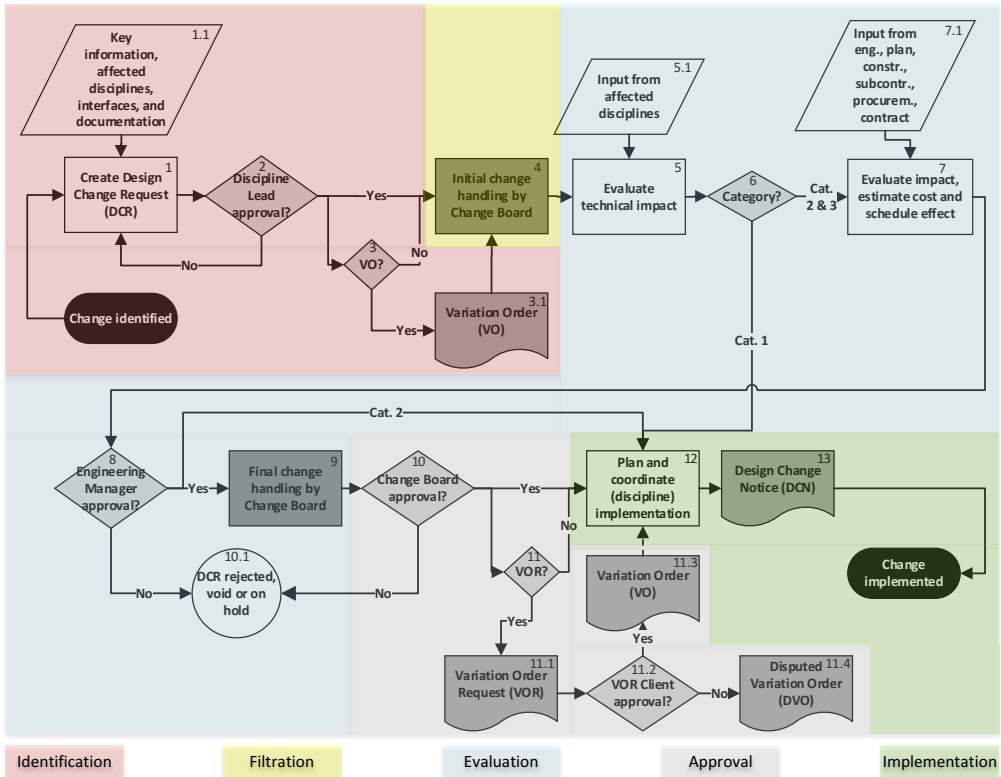 1.1
Key
information,
affected
disciplines,
interfaces, and
documentation
5.1
Input from
affected
disciplines
7.1
Input from
eng., plan,
constr.,
subcontr.,
procurem.,
contract
1
Create Design
Change Request
(DCR)
2
Discipline
Lead
approval?
Yes
No
3
VO?
No
Yes
4
Initial change
handling by
Change Board
3.1
Variation Order
(VO)
Change identified
5
Evaluate
technical impact
6
Category?
Cat.
2 & 3
Cat. 1
7
Evaluate impact,
estimate cost and
schedule effect
Cat. 2
8
Engineering
Manager
approval?
Yes
No
9
Final change
handling by
Change Board
10
Change Board
approval?
Yes
No
10.1
DCR rejected,
void or on
hold
11
VOR?
No
Yes
12
Plan and
coordinate
(discipline)
implementation
13
Design Change
Notice (DCN)
Change
implemented
11.3
Variation Order
(VO)
Yes
11.1
Variation Order
Request (VOR)
11.2
VOR Client
approval?
No
11.4
Disputed
Variation Order
(DVO)
Identification
Filtration
Evaluation
Approval
Implementation